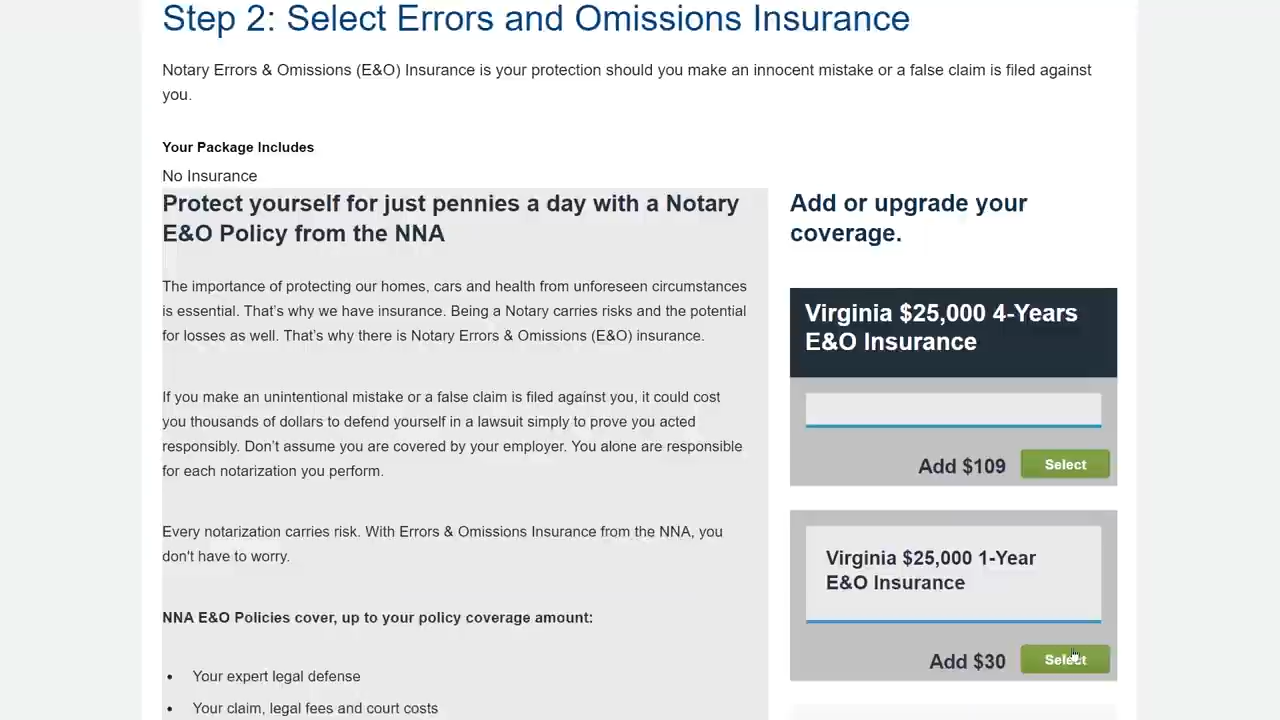 Step 2: Select Errors and Omissions Insurance
Notary Errors & Omissions (E&O) Insurance is your protection should you make an innocent mistake or a false claim is filed against
you.
Your Package Includes
No Insurance
Protect yourself for just pennies a day with a Notary
E&O Policy from the NNA
The importance of protecting our homes, cars and health from unforeseen circumstances
is essential. That’s why we have insurance. Being a Notary carries risks and the potential
for losses as well. That’s why there is Notary Errors & Omissions (E&O) insurance.
If you make an unintentional mistake or a false claim is filed against you, it could cost
you thousands of dollars to defend yourself in a lawsuit simply to prove you acted
responsibly. Don’t assume you are covered by your employer. You alone are responsible
for each notarization you perform.
Every notarization carries risk. With Errors & Omissions Insurance from the NNA, you
don't have to worry.
NNA E&O Policies cover, up to your policy coverage amount:
• Your expert legal defense
• Your claim, legal fees and court costs
Add or upgrade your
coverage.
Virginia $25,000 4-Years
E&O Insurance
Add $109 Select
Virginia $25,000 1-Year
E&O Insurance
Add $30 Select